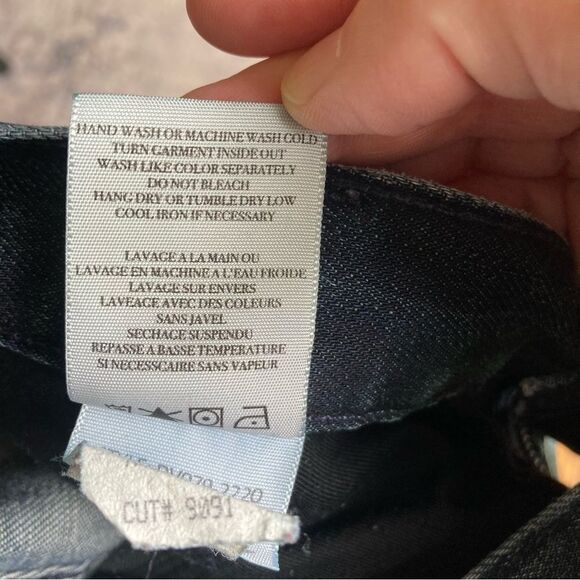 HAND WASH OR MACHINE WASH COLD
TURN GARMENT INSIDE OUT
WASH LIKE COLOR SEPARATELY
DO NOT BLEACH
HANG DRY OR TUMBLE DRY LOW
COOL IRON IF NECESSARY
LAVAGE A LA MAIN OU
LAVAGE EN MACHINE A L'EAU FROIDE
LAVAGE SUR ENVERS
LAVEACE AVEC DES COULEURS
SANS JAVEL
SECHAGE SUSPENDU
REPASSE A BASSE TEMPERATURE
SI NECESSCAIRE SANS VAPEUR
CUT# 9091